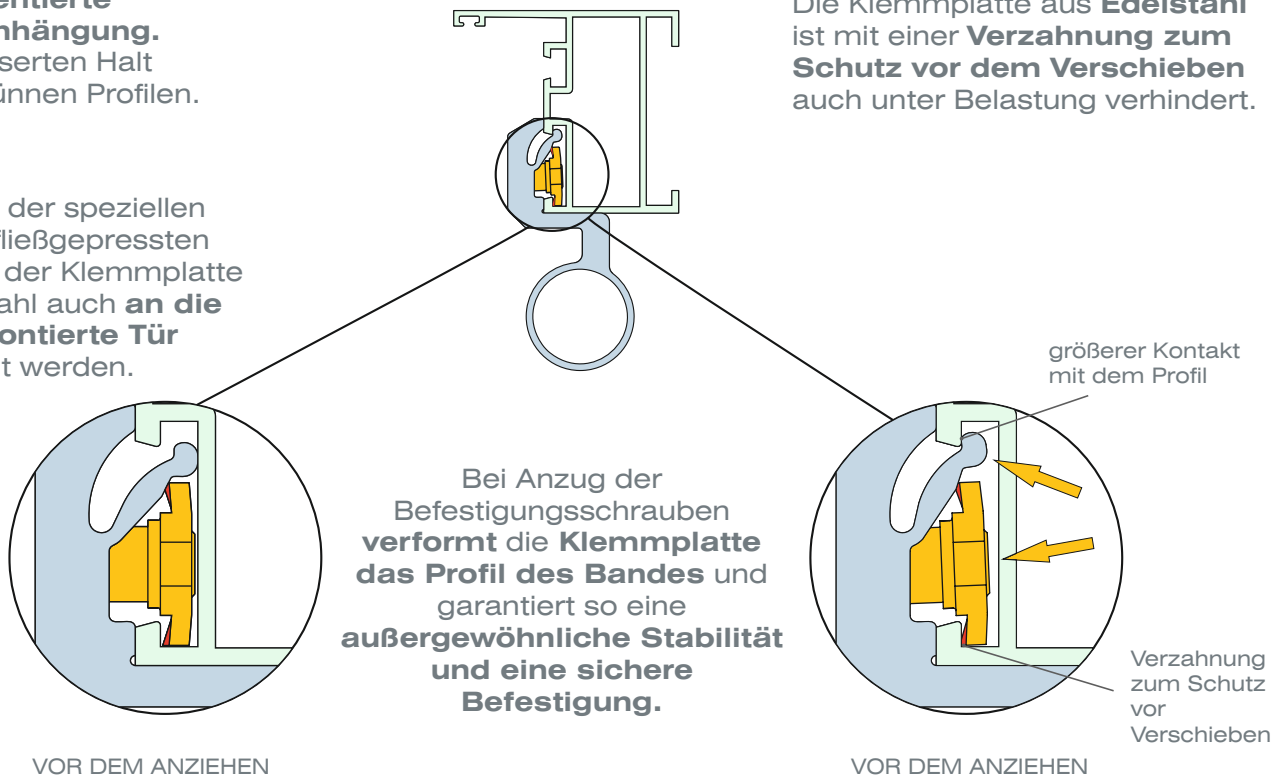 nhängung.
serten Halt
ünnen Profilen.
Die Klemmplatte aus Edelstahl
ist mit einer Verzahnung zum
Schutz vor dem Verschieben
auch unter Belastung verhindert.
der speziellen
fließgepressten
der Klemmplatte
ahl auch an die
ontierte Tür
t werden.
größerer Kontakt
mit dem Profil
Bei Anzug der
Befestigungsschrauben
verformt die Klemmplatte
das Profil des Bandes und
garantiert so eine
außergewöhnliche Stabilität
und eine sichere
Befestigung.
Verzahnung
zum Schutz
vor
Verschieben
VOR DEM ANZIEHEN
VOR DEM ANZIEHEN